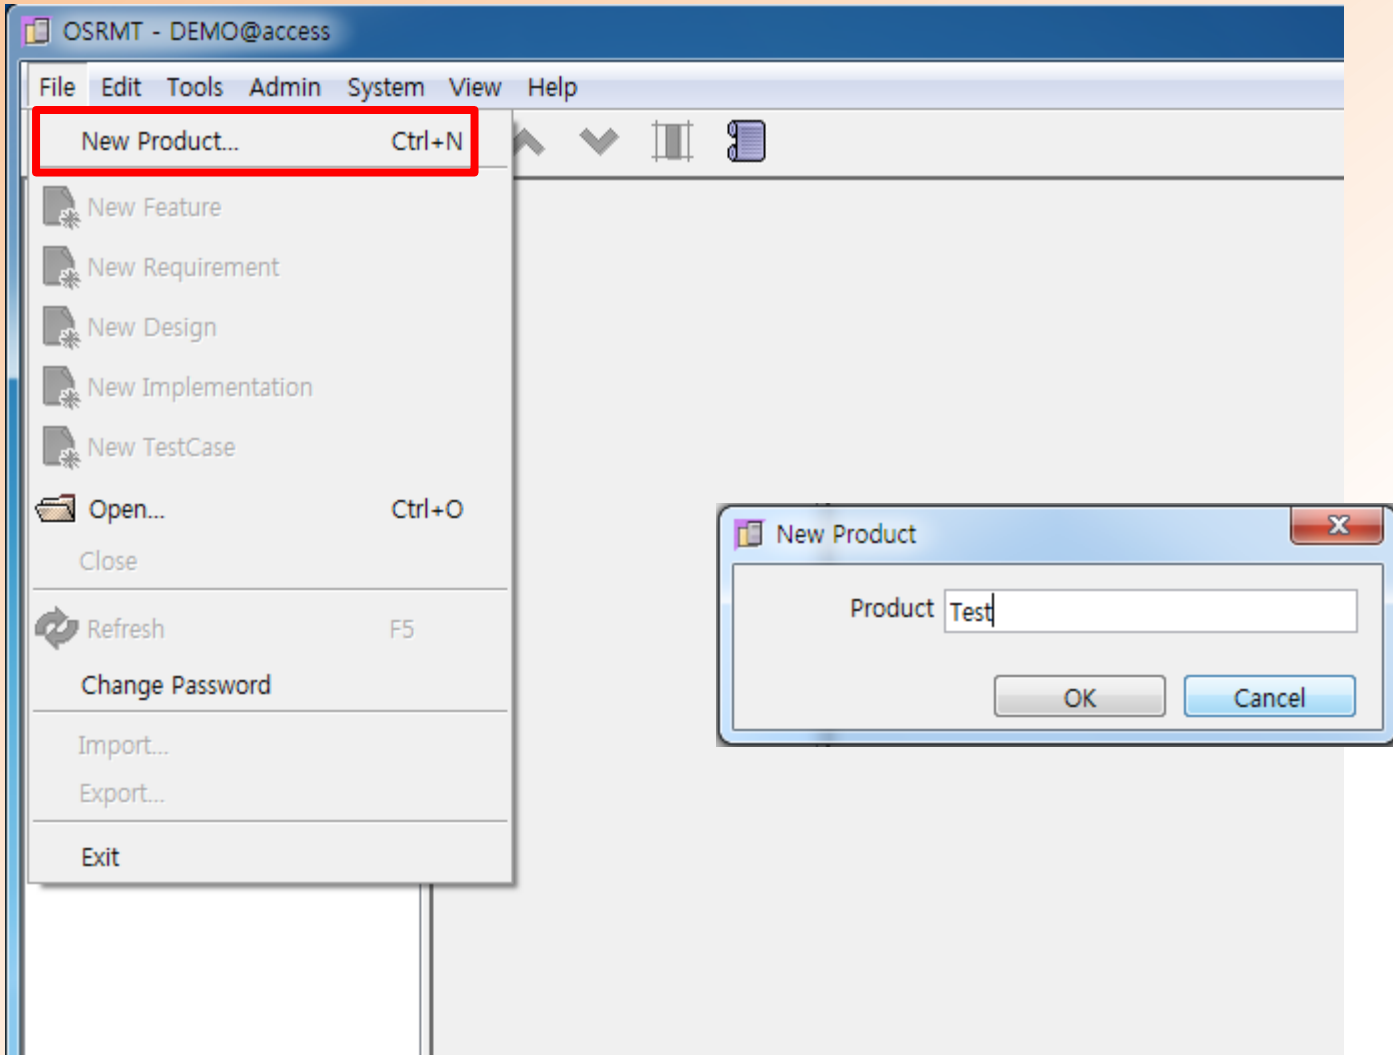 OSRMT - DEMO@access
File Edit Tools Admin System View Help
New Product... Ctrl+N
New Feature
New Requirement
New Design
New Implementation
New TestCase
Open... Ctrl+O
Close
Refresh F5
Change Password
Import...
Export...
Exit
New Product
Product Test
OK Cancel